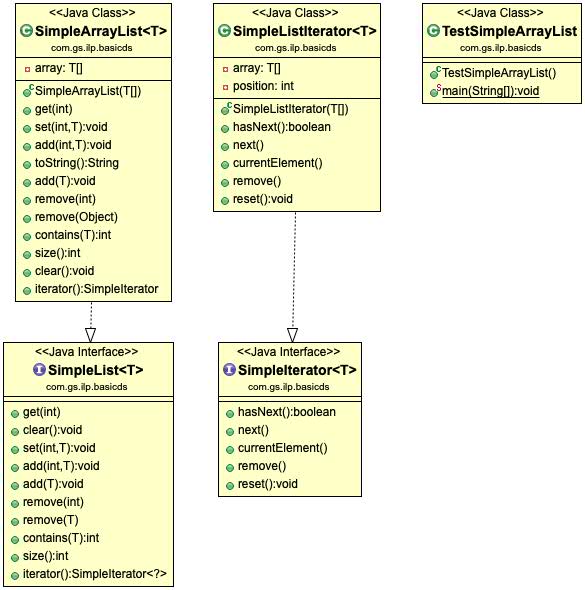 <<Java Class>>
SimpleArrayList<T>
com.gs.ilp.basicds
array: T[]
SimpleArrayList(T[])
get(int)
set(int,T):void
add(int,T):void
toString():String
add(T):void
remove(int)
remove(Object)
contains(T):int
size():int
clear():void
iterator():SimpleIterator
<<Java Class>>
SimpleListIterator<T>
com.gs.ilp.basicds
array: T[]
position: int
SimpleListIterator(T[])
hasNext():boolean
next()
currentElement()
remove()
reset():void
<<Java Class>>
TestSimpleArrayList
com.gs.ilp.basicds
TestSimpleArrayList()
main(String[]):void
<<Java Interface>>
SimpleList<T>
com.gs.ilp.basicds
get(int)
clear():void
set(int,T):void
add(int,T):void
add(T):void
remove(int)
remove(T)
contains(T):int
size():int
iterator():SimpleIterator<?>
<<Java Interface>>
SimpleIterator<T>
com.gs.ilp.basicds
hasNext():boolean
next()
currentElement()
remove()
reset():void